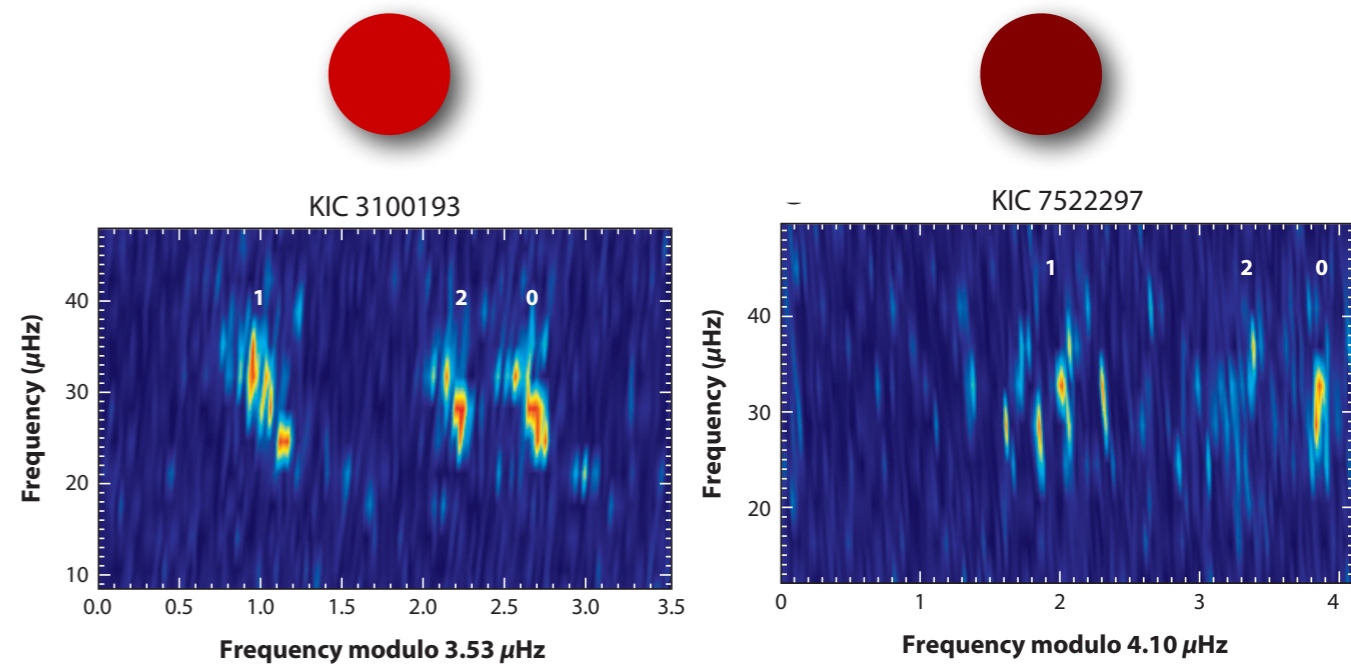 KIC 3100193
1 2 0
Frequency (μHz)
40
30
20
10
0.0 0.5 1.0 1.5 2.0 2.5 3.0 3.5
Frequency modulo 3.53 μHz
KIC 7522297
1 2 0
Frequency (μHz)
40
30
20
0 1 2 3 4
Frequency modulo 4.10 μHz